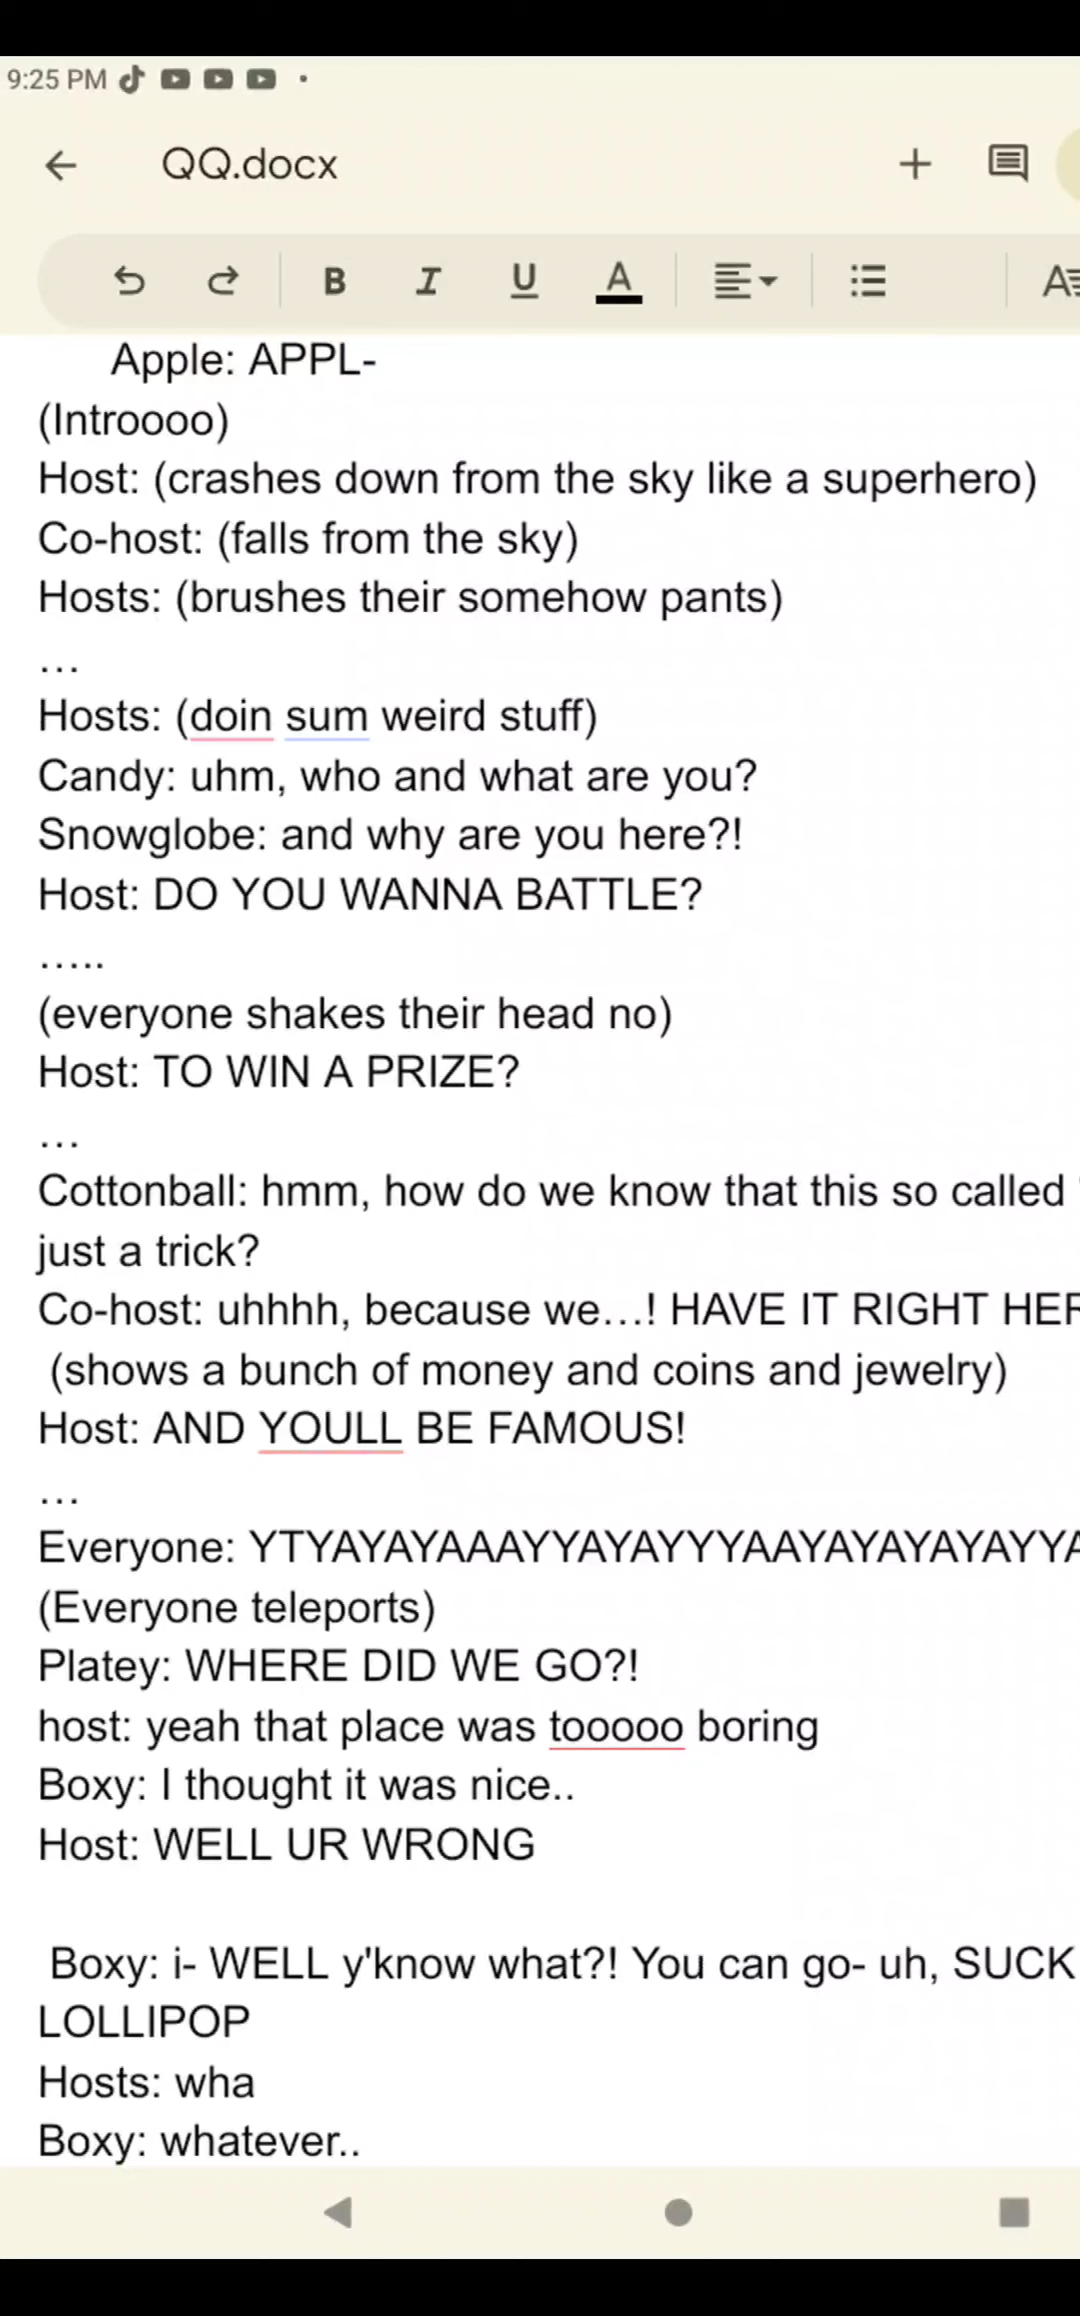 9:25 PM
QQ.docx
B I U A
Apple: APPL-
(Introooo)
Host: (crashes down from the sky like a superhero)
Co-host: (falls from the sky)
Hosts: (brushes their somehow pants)
…
Hosts: (doin sum weird stuff)
Candy: uhm, who and what are you?
Snowglobe: and why are you here?!
Host: DO YOU WANNA BATTLE?
…..
(everyone shakes their head no)
Host: TO WIN A PRIZE?
…
Cottonball: hmm, how do we know that this so called
just a trick?
Co-host: uhhhh, because we…! HAVE IT RIGHT
(shows a bunch of money and coins and jewelry)
Host: AND YOULL BE FAMOUS!
…
Everyone: YTYAYAYAAAYYAYAYYYAAYAYAYAYAYYA
(Everyone teleports)
Platey: WHERE DID WE GO?!
host: yeah that place was tooooo boring
Boxy: I thought it was nice..
Host: WELL UR WRONG
Boxy: i- WELL y'know what?! You can go- uh, SUCK
LOLLIPOP
Hosts: wha
Boxy: whatever..